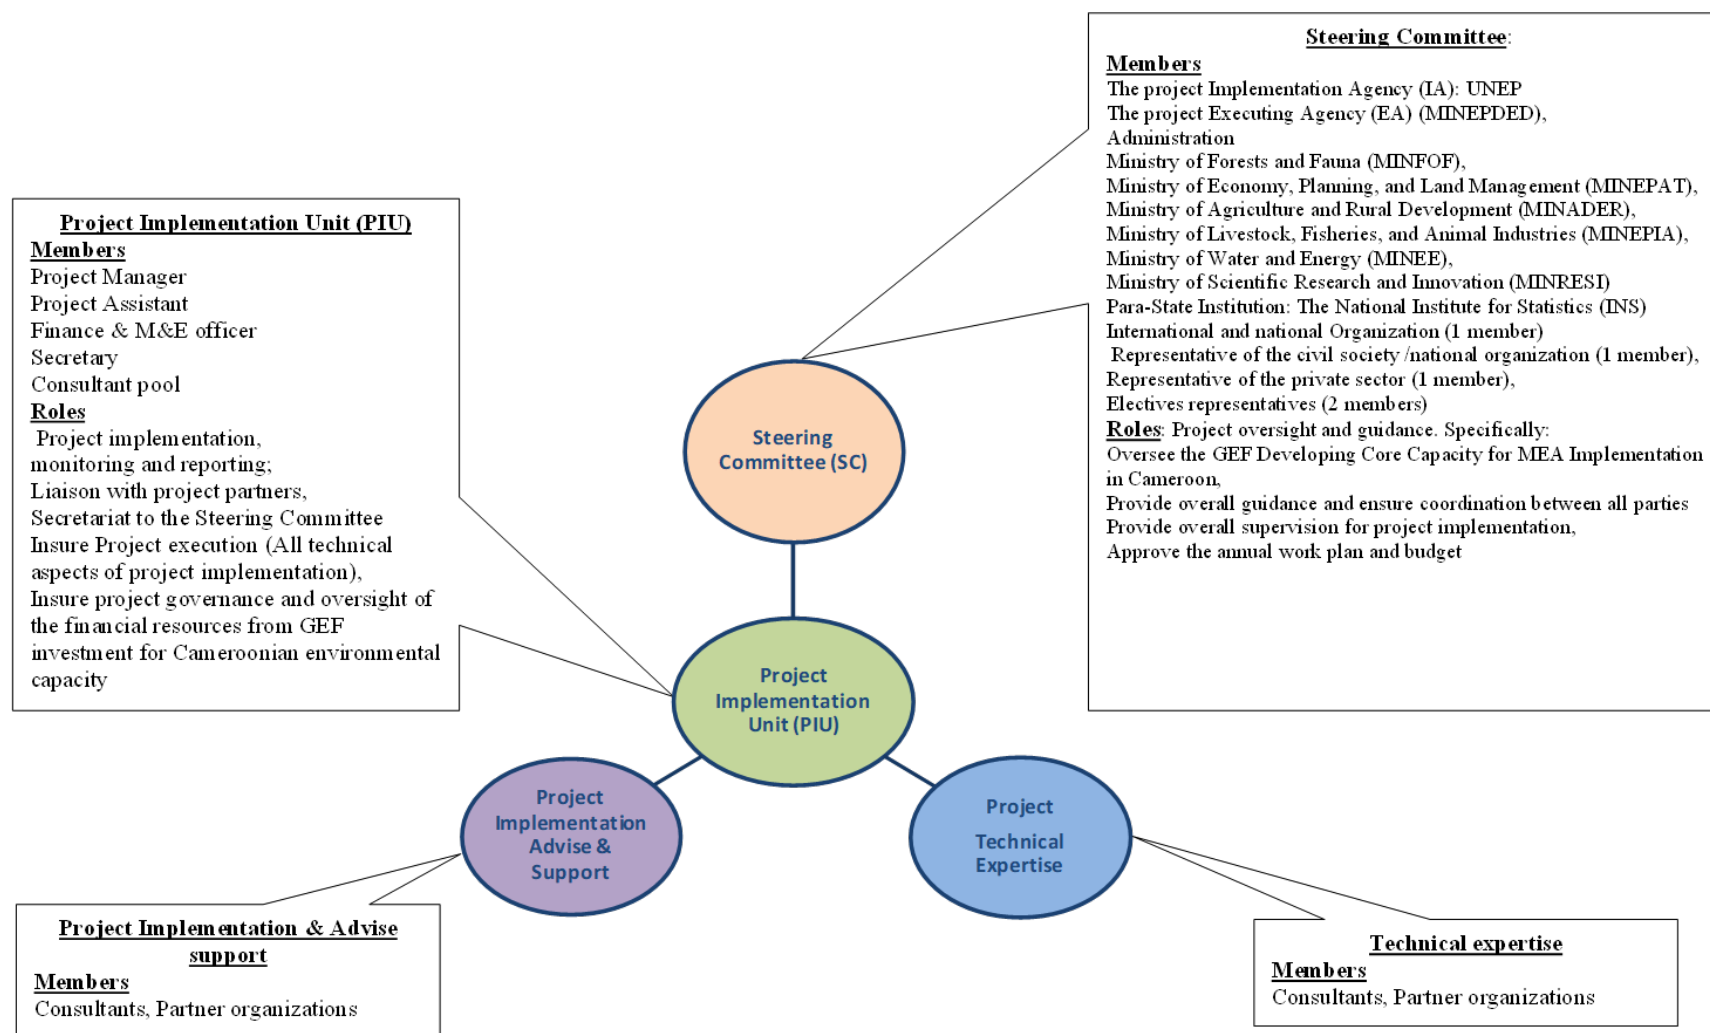 Steering Committee:
Members
The project Implementation Agency (IA): UNEP
The project Executing Agency (EA) (MINEPDED),
Administration
Ministry of Forests and Fauna (MINFOF),
Ministry of Economy, Planning, and Land Management (MINEPAT),
Ministry of Agriculture and Rural Development (MINADER),
Ministry of Livestock, Fisheries, and Animal Industries (MINEPIA),
Ministry of Water and Energy (MINEE),
Ministry of Scientific Research and Innovation (MINRESI)
Para-State Institution: The National Institute for Statistics (INS)
International and national Organization (1 member)
Representative of the civil society /national organization (1 member),
Representative of the private sector (1 member),
Electives representatives (2 members)
Roles: Project oversight and guidance. Specifically:
Oversee the GEF Developing Core Capacity for MEA Implementation
in Cameroon,
Provide overall guidance and ensure coordination between all parties
Provide overall supervision for project implementation,
Approve the annual work plan and budget
Project Implementation Unit (PIU)
Members
Project Manager
Project Assistant
Finance & M&E officer
Secretary
Consultant pool
Roles
Project implementation,
monitoring and reporting;
Liaison with project partners,
Secretariat to the Steering Committee
Insure Project execution (All technical
aspects of project implementation),
Insure project governance and oversight of
the financial resources from GEF
investment for Cameroonian environmental
capacity
Steering
Committee (SC)
Project
Implementation
Unit (PIU)
Project
Implementation
Advise &
Support
Project
Technical
Expertise
Project Implementation & Advise
support
Members
Consultants, Partner organizations
Technical expertise
Members
Consultants, Partner organizations